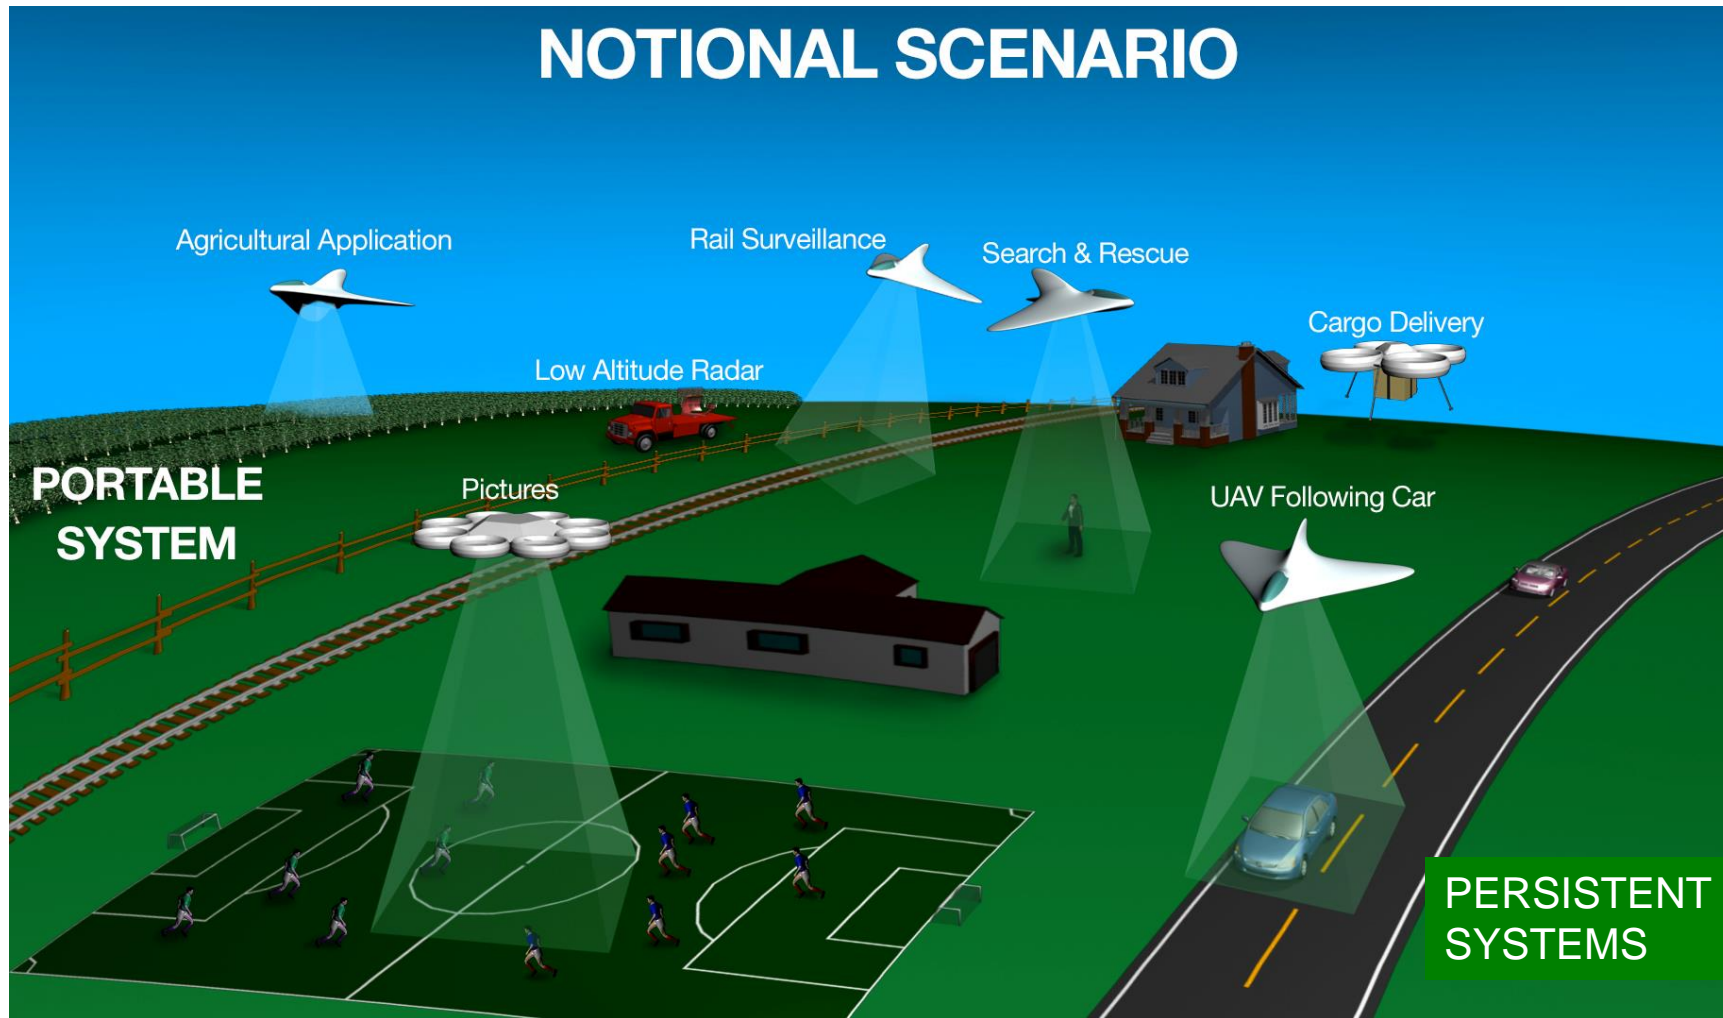 NOTIONAL SCENARIO
Agricultural Application
Rail Surveillance
Search & Rescue
Cargo Delivery
Low Altitude Radar
PORTABLE
SYSTEM
Pictures
UAV Following Car
PERSISTENT
SYSTEMS